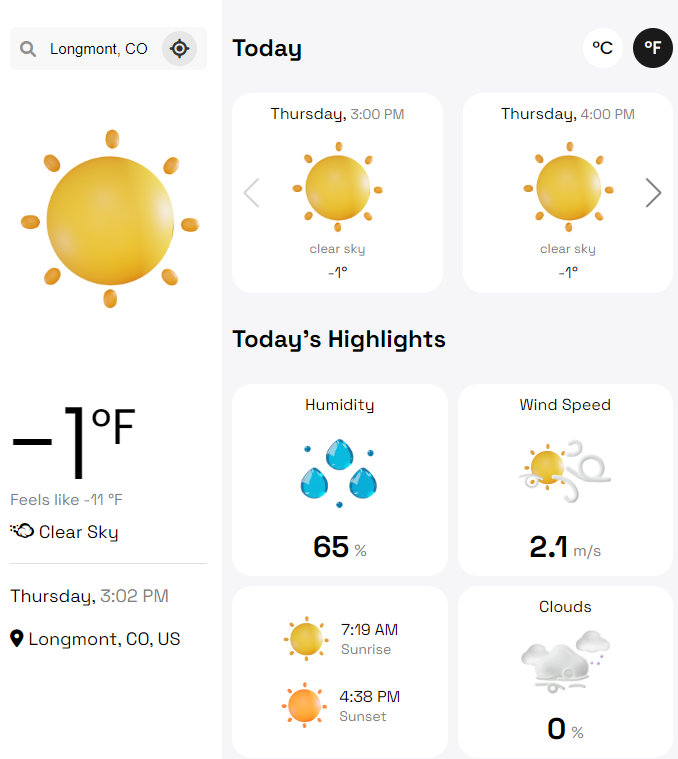 Longmont, CO
-1°F
Feels like -11 °F
Clear Sky
Thursday, 3:02 PM
Longmont, CO, US
Today
°C °F
Thursday, 3:00 PM
clear sky
-1°
Thursday, 4:00 PM
clear sky
-1°
Today's Highlights
Humidity
65 %
Wind Speed
2.1 m/s
7:19 AM
Sunrise
4:38 PM
Sunset
Clouds
0 %